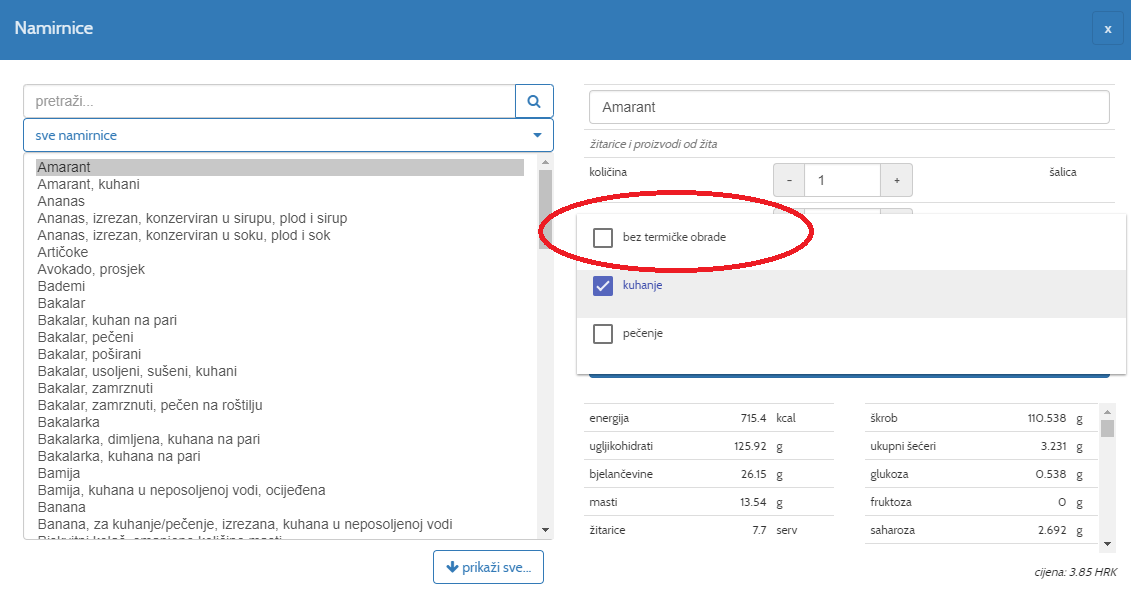 Namirnice
x
pretraži...
sve namirnice
Amarant
Amarant, kuhani
Ananas
Ananas, izrezan, konzerviran u sirupu, plod i sirup
Ananas, izrezan, konzerviran u soku, plod i sok
Artičoke
Avokado, prosjek
Bademi
Bakalar
Bakalar, kuhan na pari
Bakalar, pečeni
Bakalar, poširani
Bakalar, usoljeni, sušeni, kuhani
Bakalar, zamrznuti
Bakalar, zamrznuti, pečen na roštilju
Bakalarka
Bakalarka, dimljena, kuhana na pari
Bakalarka, kuhana na pari
Bamija
Bamija, kuhana u neposoljenoj vodi, ocijeđena
Banana
Banana, za kuhanje/pečenje, izrezana, kuhana u neposoljenoj vodi
prikaži sve...
Amarant
žitarice i proizvodi od žita
količina - 1 + šalica
bez termičke obrade
kuhanje
pečenje
energija 715.4 kcal
ugljikohidrati 125.92 g
bjelančevine 26.15 g
masti 13.54 g
žitarice 7.7 serv
škrob 110.538 g
ukupni šećeri 3.231 g
glukoza 0.538 g
fruktoza 0 g
saharoza 2.692 g
cijena: 3.85 HRK